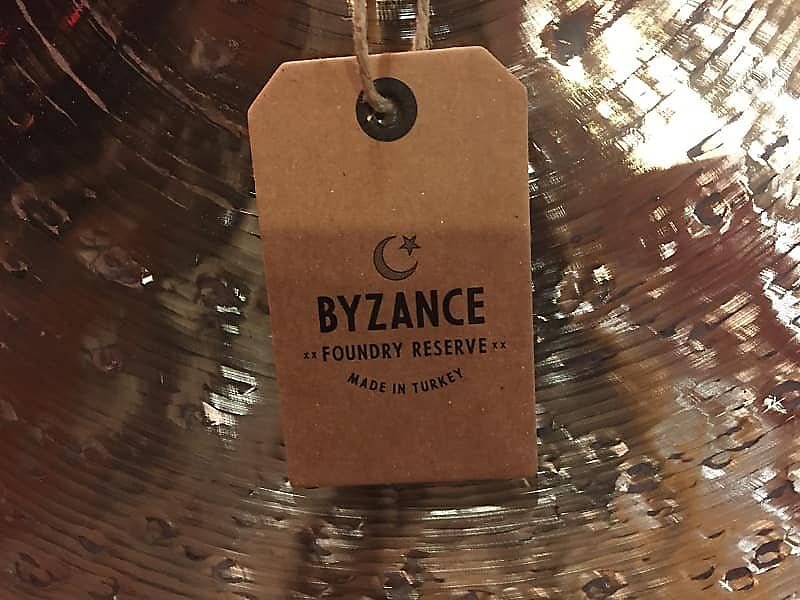 BYZANCE
xx FOUNDRY RESERVE xx
MADE IN TURKEY